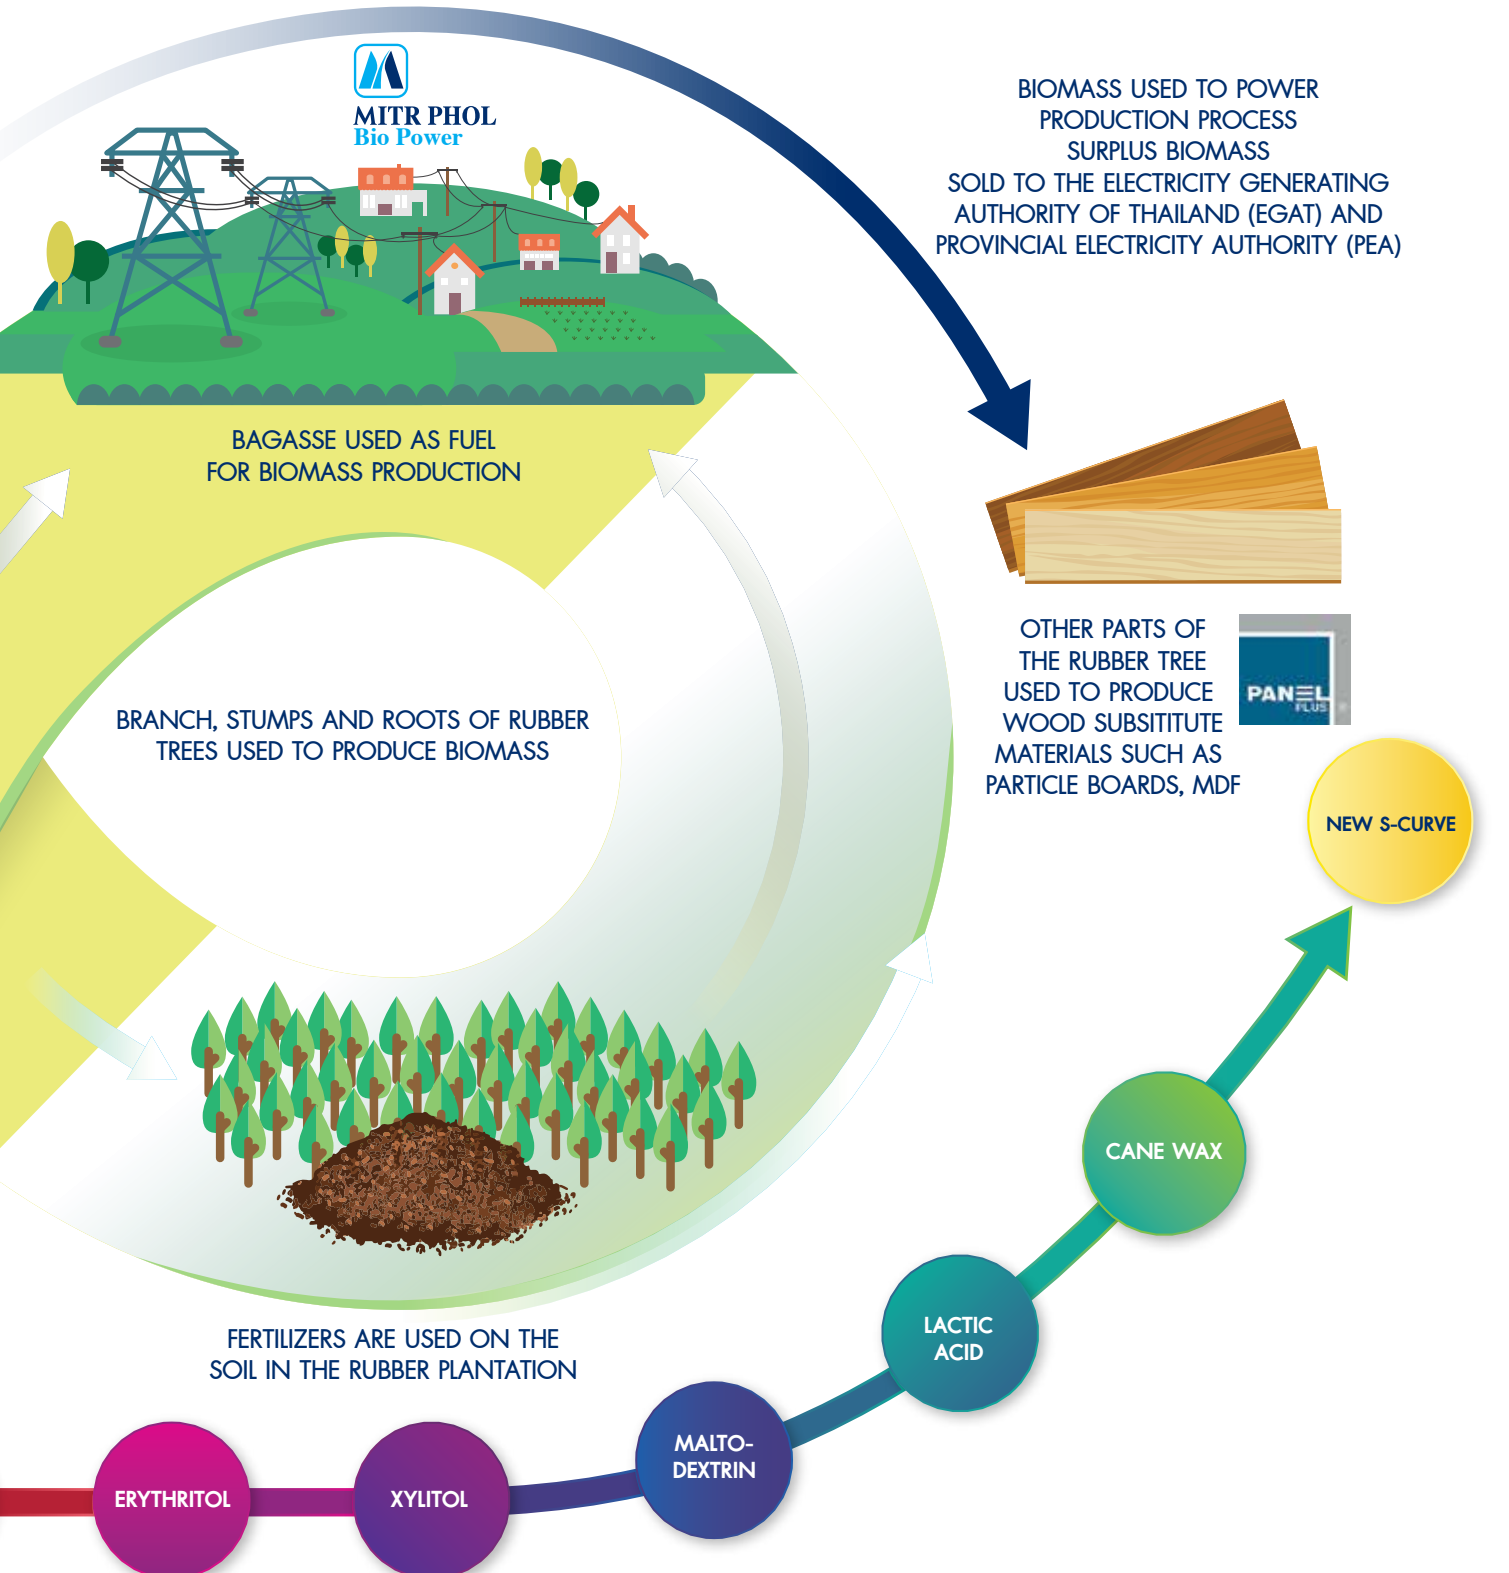 MITR PHOL
Bio Power
BIOMASS USED TO POWER
PRODUCTION PROCESS
SURPLUS BIOMASS
SOLD TO THE ELECTRICITY GENERATING
AUTHORITY OF THAILAND (EGAT) AND
PROVINCIAL ELECTRICITY AUTHORITY (PEA)
BAGASSE USED AS FUEL
FOR BIOMASS PRODUCTION
OTHER PARTS OF
THE RUBBER TREE
USED TO PRODUCE
WOOD SUBSITITUTE
MATERIALS SUCH AS
PARTICLE BOARDS, MDF
PANEL
PLUS
BRANCH, STUMPS AND ROOTS OF RUBBER
TREES USED TO PRODUCE BIOMASS
NEW S-CURVE
CANE WAX
LACTIC
ACID
FERTILIZERS ARE USED ON THE
SOIL IN THE RUBBER PLANTATION
MALTO-
DEXTRIN
ERYTHRITOL
XYLITOL